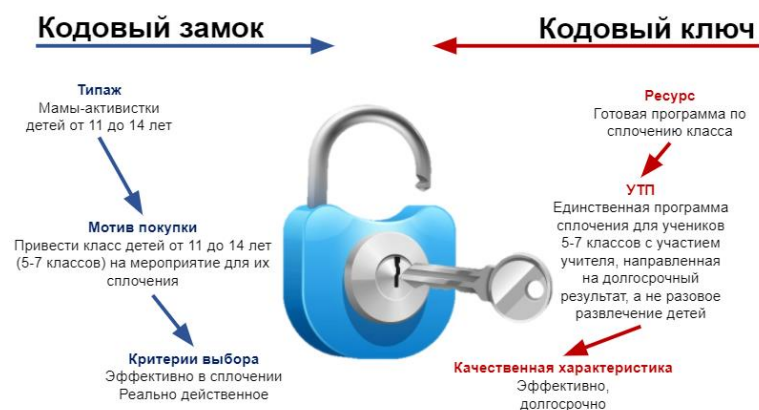 Кодовый замок
Кодовый ключ
Типаж
Мамы-активистки
детей от 11 до 14 лет
Мотив покупки
Привести класс детей от 11 до 14 лет
(5-7 классов) на мероприятие для их
сплочения
Критерии выбора
Эффективно в сплочении
Реально действенное
Ресурс
Готовая программа по
сплочению класса
УТП
Единственная программа
сплочения для учеников
5-7 классов с участием
учителя, направленная
на долгосрочный
результат, а не разовое
развлечение детей
Качественная характеристика
Эффективно,
долгосрочно